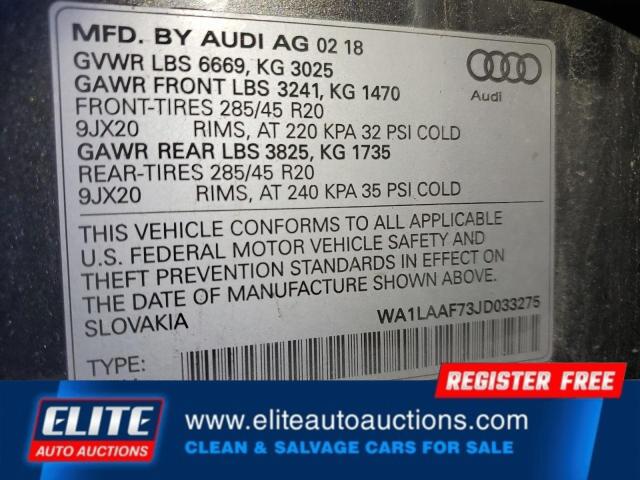 MFD. BY AUDI AG 02 18
GVWR LBS 6669, KG 3025
GAWR FRONT LBS 3241, KG 1470
FRONT-TIRES 285/45 R20
9JX20 RIMS, AT 220 KPA 32 PSI COLD
GAWR REAR LBS 3825, KG 1735
REAR-TIRES 285/45 R20
9JX20 RIMS, AT 240 KPA 35 PSI COLD
Audi
THIS VEHICLE CONFORMS TO ALL APPLICABLE
U.S. FEDERAL MOTOR VEHICLE SAFETY AND
THEFT PREVENTION STANDARDS IN EFFECT ON
THE DATE OF MANUFACTURE SHOWN ABOVE.
SLOVAKIA WA1LAAF73JD033275
TYPE:
REGISTER FREE
ELITE
AUTO AUCTIONS
www.eliteautoauctions.com
CLEAN & SALVAGE CARS FOR SALE